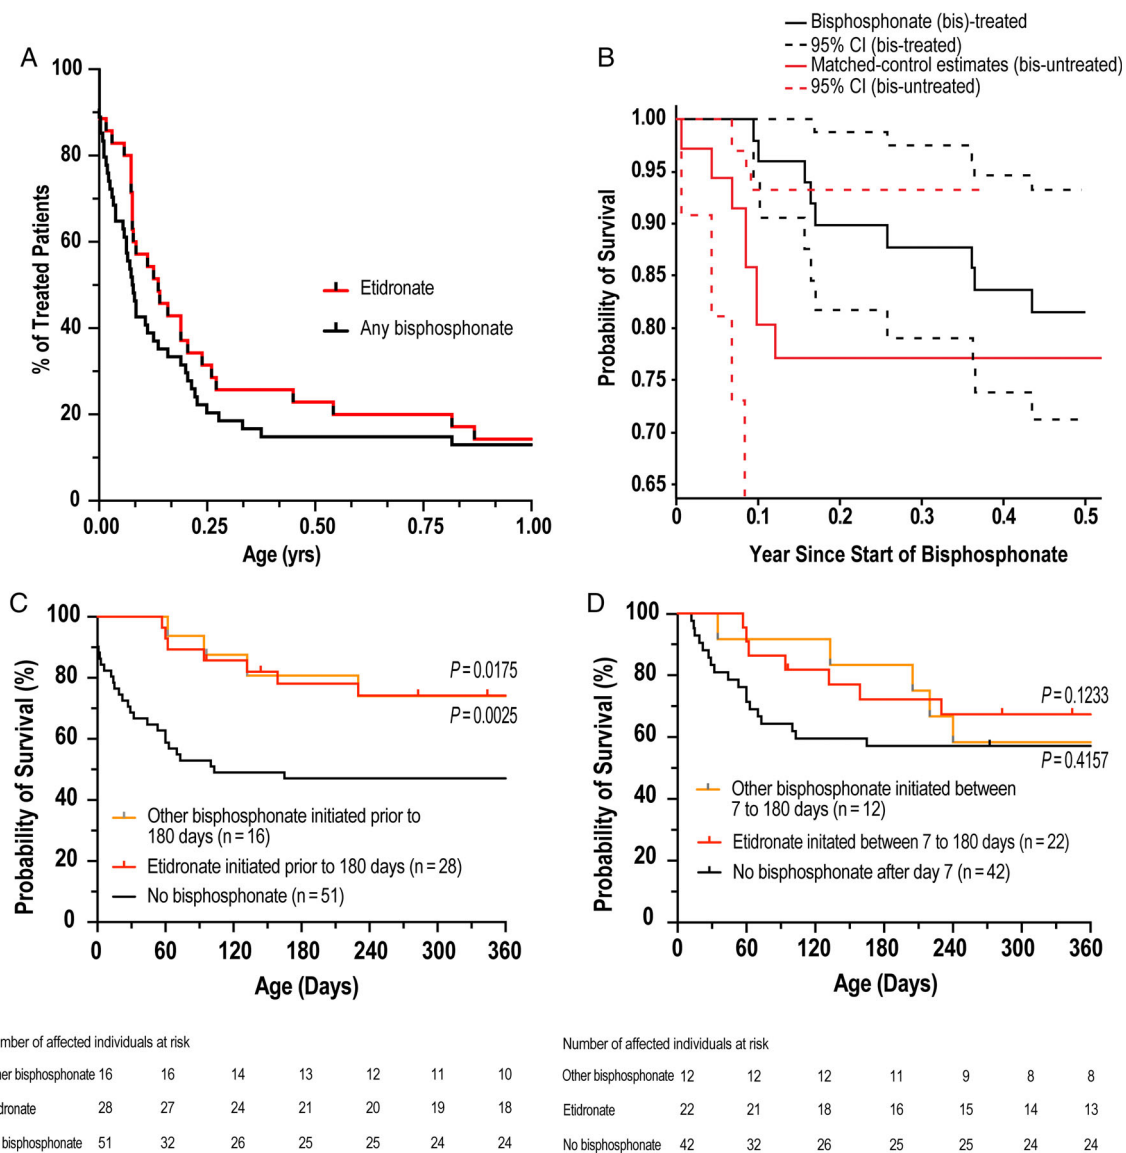 A
100
80
60
40
20
0
% of Treated Patients
Etidronate
Any bisphosphonate
0.00
0.25
0.50
0.75
1.00
Age (yrs)
B
Bisphosphonate (bis)-treated
95% CI (bis-treated)
Matched-control estimates (bis-untreated)
95% CI (bis-untreated)
1.00
0.95
0.90
0.85
0.80
0.75
0.70
0.65
Probability of Survival
0
0.1
0.2
0.3
0.4
0.5
Year Since Start of Bisphosphonate
C
100
80
60
40
20
0
Probability of Survival (%)
P = 0.0175
P = 0.0025
Other bisphosphonate initiated prior to
180 days (n = 16)
Etidronate initiated prior to 180 days (n = 28)
No bisphosphonate (n = 51)
0 60 120 180 240 300 360
Age (Days)
D
100
80
60
40
20
0
Probability of Survival (%)
P = 0.1233
P = 0.4157
Other bisphosphonate initiated between
7 to 180 days (n = 12)
Etidronate initated between 7 to 180 days (n = 22)
No bisphosphonate after day 7 (n = 42)
0 60 120 180 240 300 360
Age (Days)
mber of affected individuals at risk
er bisphosphonate 16 16 14 13 12 11 10
dronate 28 27 24 21 20 19 18
bisphosphonate 51 32 26 25 25 24 24
Number of affected individuals at risk
Other bisphosphonate 12 12 12 11 9 8 8
Etidronate 22 21 18 16 15 14 13
No bisphosphonate 42 32 26 25 25 24 24